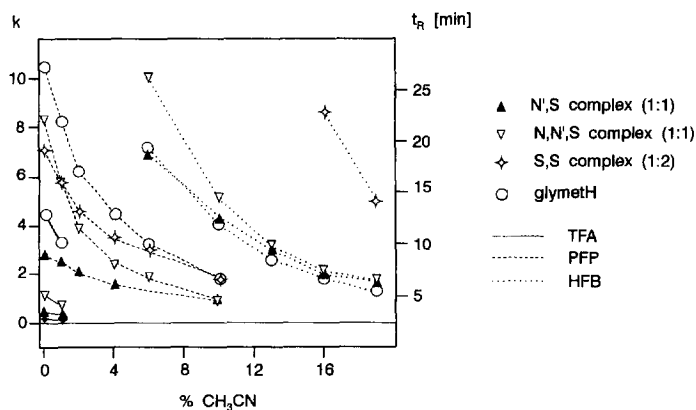 k
t_R [min]
10
8
6
4
2
0
25
20
15
10
5
0 4 8 12 16
% CH₃CN
N',S complex (1:1)
N,N',S complex (1:1)
S,S complex (1:2)
glymetH
TFA
PFP
HFB